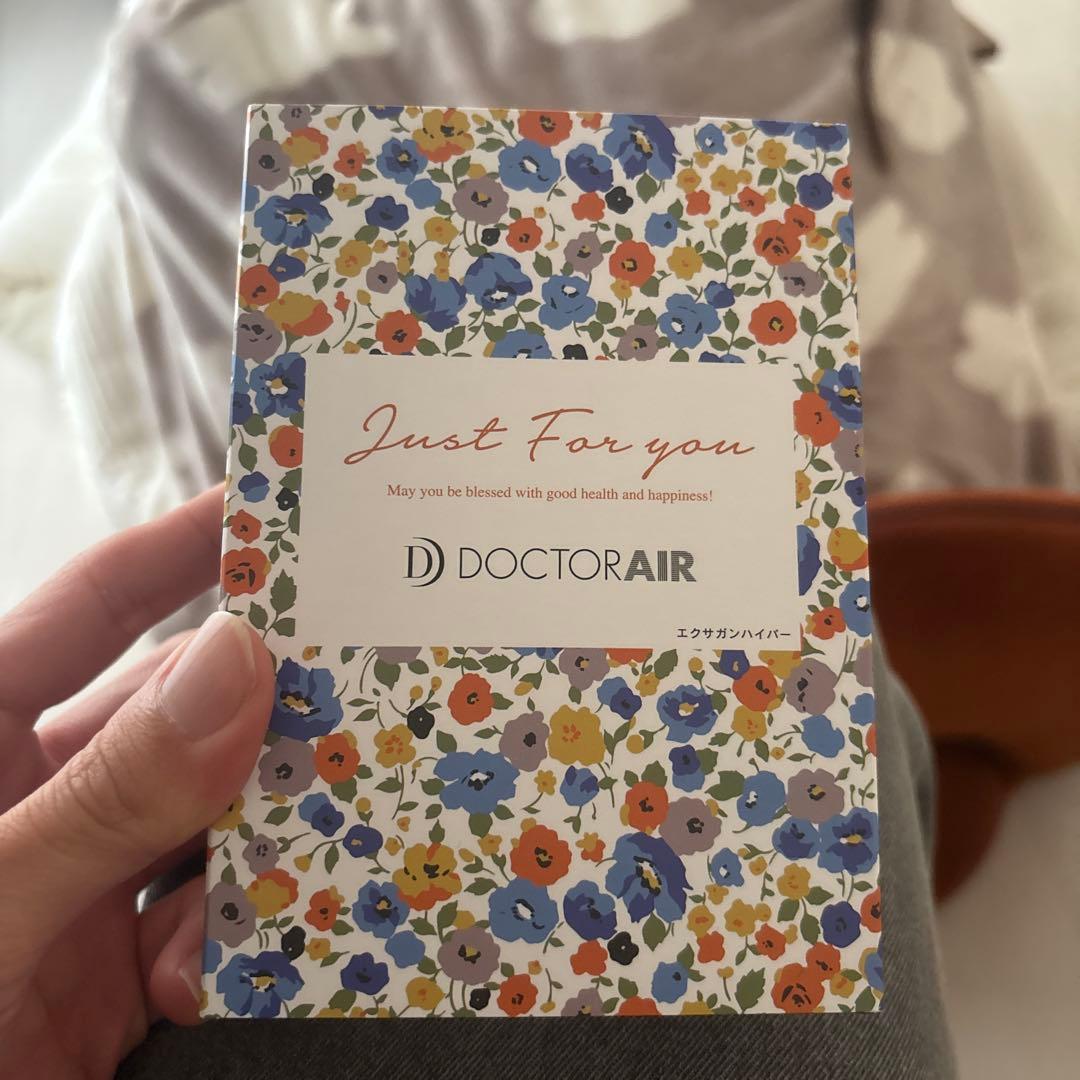 Just For you
May you be blessed with good health and happiness!
DOCTORAIR
エクサガンハイパー